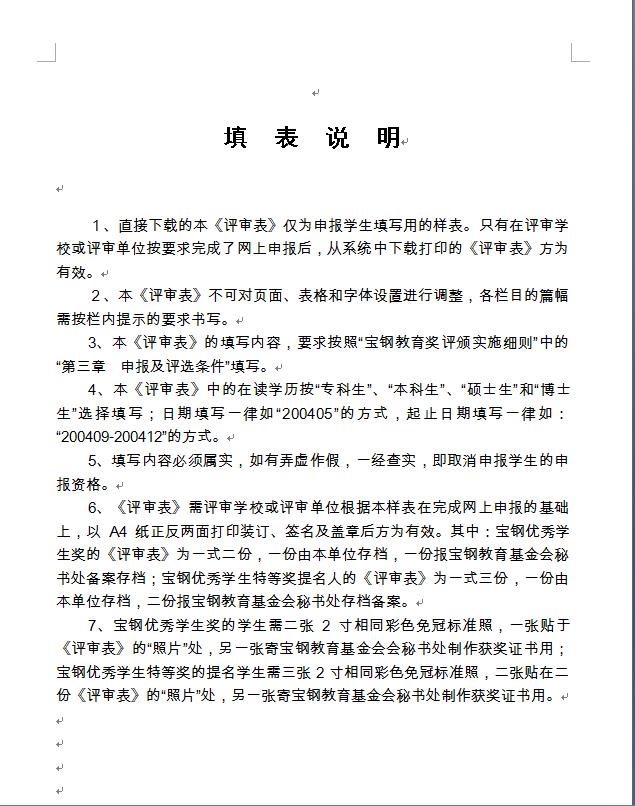 填 表 说 明
1、直接下载的本《评审表》仅为申报学生填写用的样表。只有在评审学
校或评审单位按要求完成了网上申报后，从系统中下载打印的《评审表》方为
有效。
2、本《评审表》不可对页面、表格和字体设置进行调整，各栏目的篇幅
需按栏内提示的要求书写。
3、本《评审表》的填写内容，要求按照“宝钢教育奖评颁实施细则”中的
“第三章　申报及评选条件”填写。
4、本《评审表》中的在读学历按“专科生”、“本科生”、“硕士生”和“博士
生”选择填写；日期填写一律如“200405”的方式，起止日期填写一律如：
“200409-200412”的方式。
5、填写内容必须属实，如有弄虚作假，一经查实，即取消申报学生的申
报资格。
6、《评审表》需评审学校或评审单位根据本样表在完成网上申报的基础
上，以 A4 纸正反两面打印装订、签名及盖章后方为有效。其中：宝钢优秀学
生奖的《评审表》为一式二份，一份由本单位存档，一份报宝钢教育基金会秘
书处备案存档；宝钢优秀学生特等奖提名人的《评审表》为一式三份，一份由
本单位存档，二份报宝钢教育基金会秘书处存档备案。
7、宝钢优秀学生奖的学生需二张 2 寸相同彩色免冠标准照，一张贴于
《评审表》的“照片”处，另一张寄宝钢教育基金会会秘书处制作获奖证书用；
宝钢优秀学生特等奖的提名学生需三张 2 寸相同彩色免冠标准照，二张贴在二
份《评审表》的“照片”处，另一张寄宝钢教育基金会秘书处制作获奖证书用。